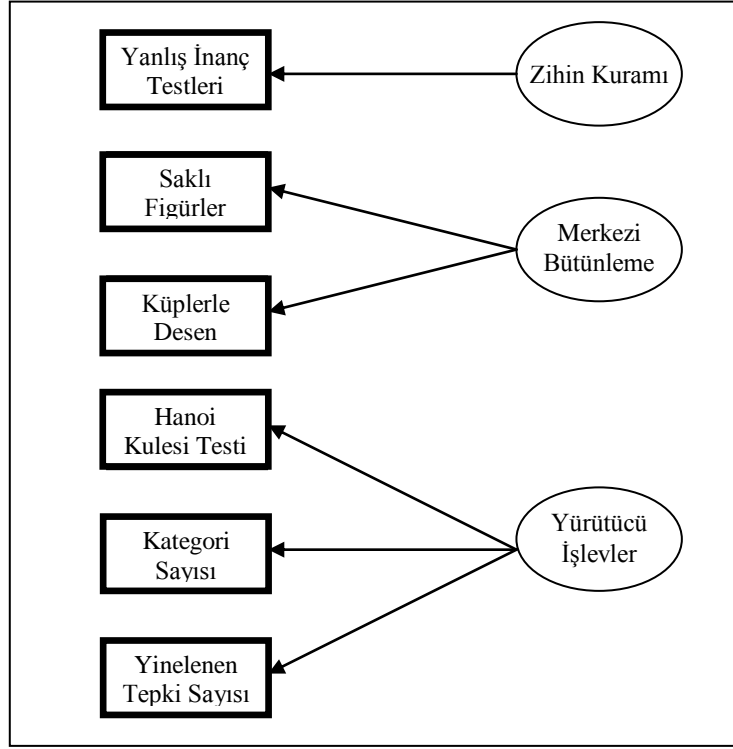 Yanlış İnanç
Testleri
Zihin Kuramı
Saklı
Figürler
Merkezi
Bütünleme
Küplerle
Desen
Hanoi
Kulesi Testi
Yürütücü
İşlevler
Kategori
Sayısı
Yinelenen
Tepki Sayısı